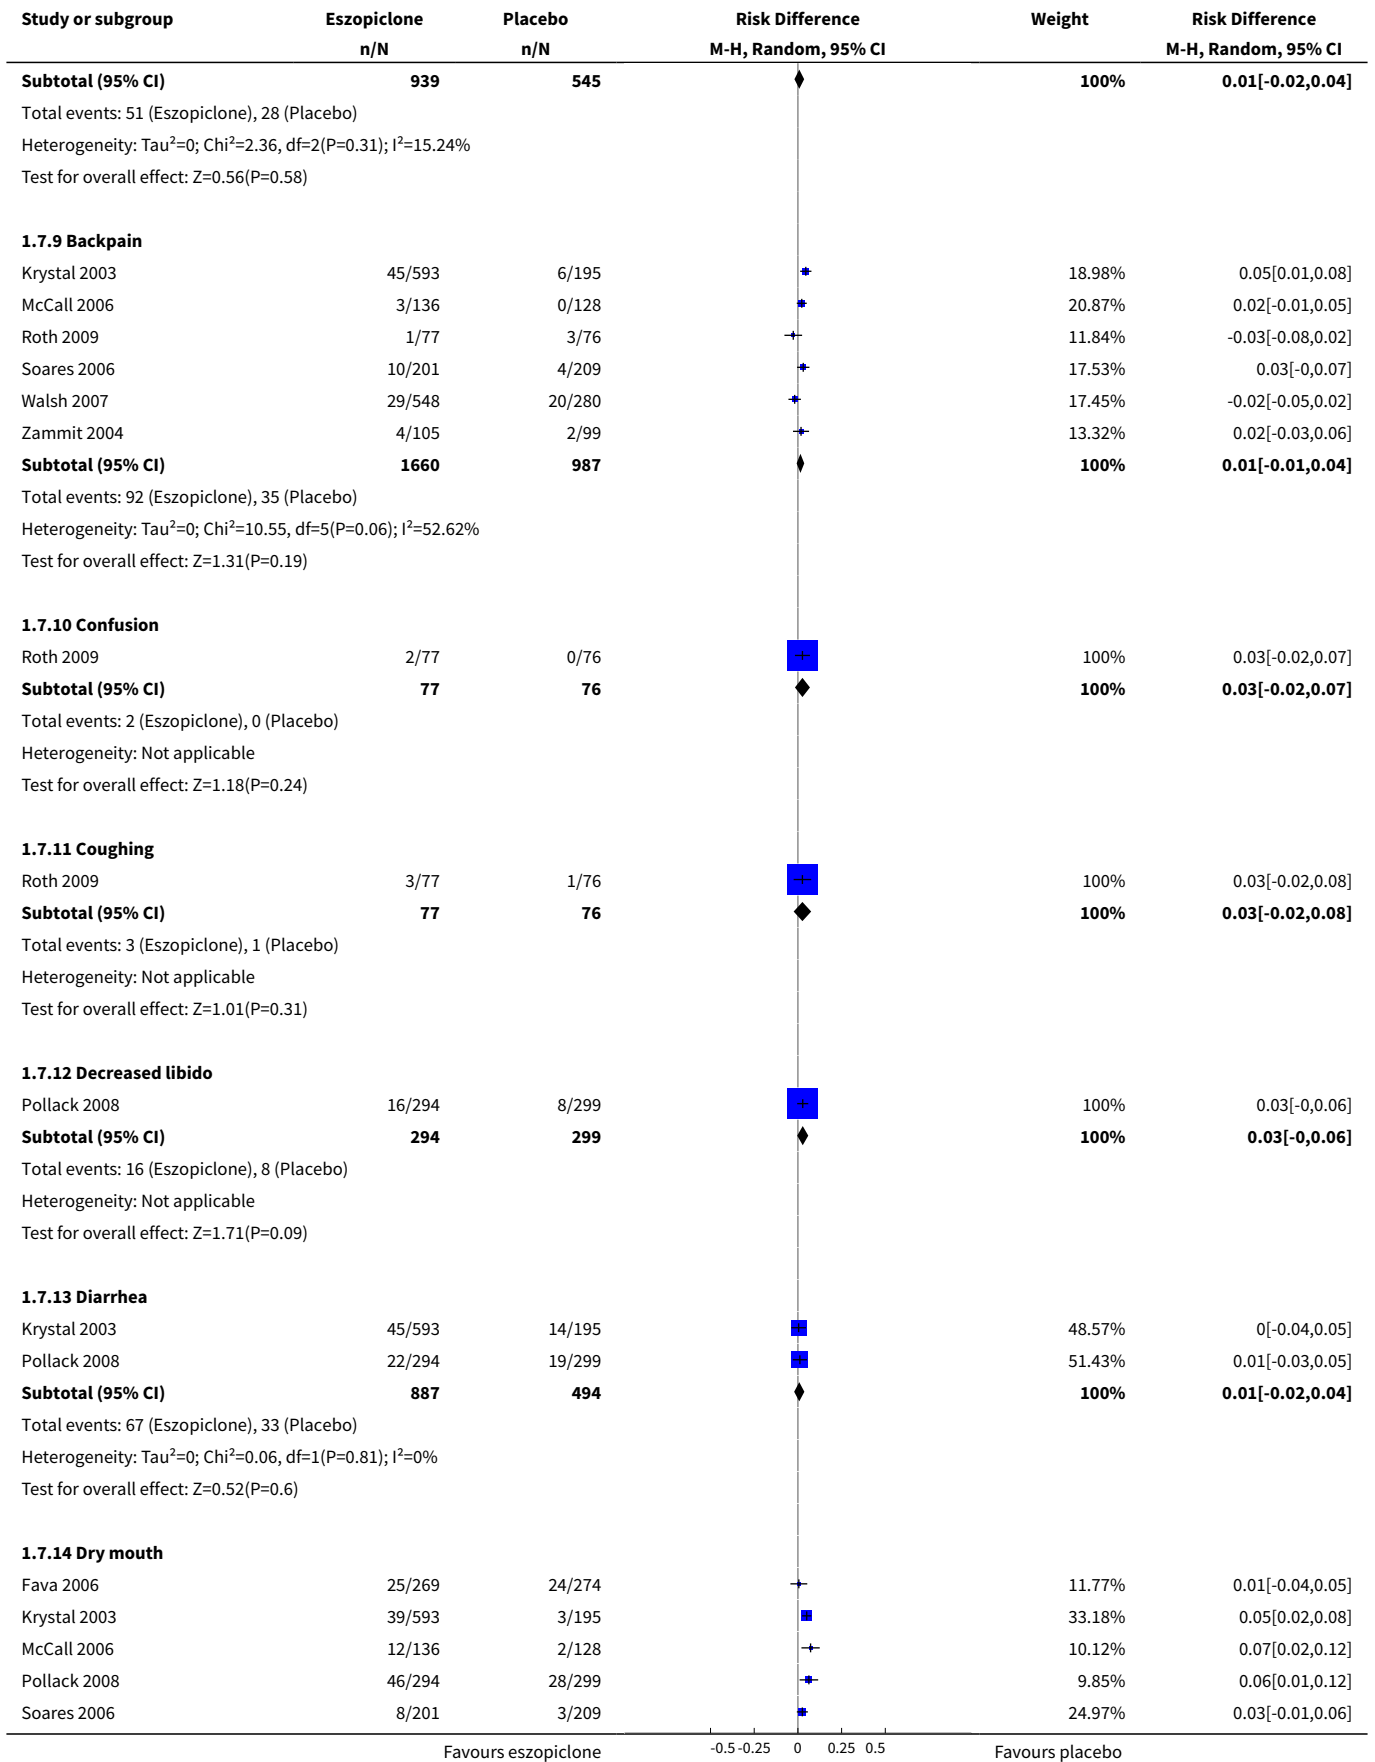 Study or subgroup Eszopiclone Placebo Risk Difference Weight Risk Difference
n/N n/N M-H, Random, 95% CI M-H, Random, 95% CI
Subtotal (95% CI) 939 545 100% 0.01[-0.02,0.04]
Total events: 51 (Eszopiclone), 28 (Placebo)
Heterogeneity: Tau²=0; Chi²=2.36, df=2(P=0.31); I²=15.24%
Test for overall effect: Z=0.56(P=0.58)
1.7.9 Backpain
Krystal 2003 45/593 6/195 18.98% 0.05[0.01,0.08]
McCall 2006 3/136 0/128 20.87% 0.02[-0.01,0.05]
Roth 2009 1/77 3/76 11.84% -0.03[-0.08,0.02]
Soares 2006 10/201 4/209 17.53% 0.03[-0,0.07]
Walsh 2007 29/548 20/280 17.45% -0.02[-0.05,0.02]
Zammit 2004 4/105 2/99 13.32% 0.02[-0.03,0.06]
Subtotal (95% CI) 1660 987 100% 0.01[-0.01,0.04]
Total events: 92 (Eszopiclone), 35 (Placebo)
Heterogeneity: Tau²=0; Chi²=10.55, df=5(P=0.06); I²=52.62%
Test for overall effect: Z=1.31(P=0.19)
1.7.10 Confusion
Roth 2009 2/77 0/76 100% 0.03[-0.02,0.07]
Subtotal (95% CI) 77 76 100% 0.03[-0.02,0.07]
Total events: 2 (Eszopiclone), 0 (Placebo)
Heterogeneity: Not applicable
Test for overall effect: Z=1.18(P=0.24)
1.7.11 Coughing
Roth 2009 3/77 1/76 100% 0.03[-0.02,0.08]
Subtotal (95% CI) 77 76 100% 0.03[-0.02,0.08]
Total events: 3 (Eszopiclone), 1 (Placebo)
Heterogeneity: Not applicable
Test for overall effect: Z=1.01(P=0.31)
1.7.12 Decreased libido
Pollack 2008 16/294 8/299 100% 0.03[-0,0.06]
Subtotal (95% CI) 294 299 100% 0.03[-0,0.06]
Total events: 16 (Eszopiclone), 8 (Placebo)
Heterogeneity: Not applicable
Test for overall effect: Z=1.71(P=0.09)
1.7.13 Diarrhea
Krystal 2003 45/593 14/195 48.57% 0[-0.04,0.05]
Pollack 2008 22/294 19/299 51.43% 0.01[-0.03,0.05]
Subtotal (95% CI) 887 494 100% 0.01[-0.02,0.04]
Total events: 67 (Eszopiclone), 33 (Placebo)
Heterogeneity: Tau²=0; Chi²=0.06, df=1(P=0.81); I²=0%
Test for overall effect: Z=0.52(P=0.6)
1.7.14 Dry mouth
Fava 2006 25/269 24/274 11.77% 0.01[-0.04,0.05]
Krystal 2003 39/593 3/195 33.18% 0.05[0.02,0.08]
McCall 2006 12/136 2/128 10.12% 0.07[0.02,0.12]
Pollack 2008 46/294 28/299 9.85% 0.06[0.01,0.12]
Soares 2006 8/201 3/209 24.97% 0.03[-0.01,0.06]
Favours eszopiclone -0.5 -0.25 0 0.25 0.5 Favours placebo